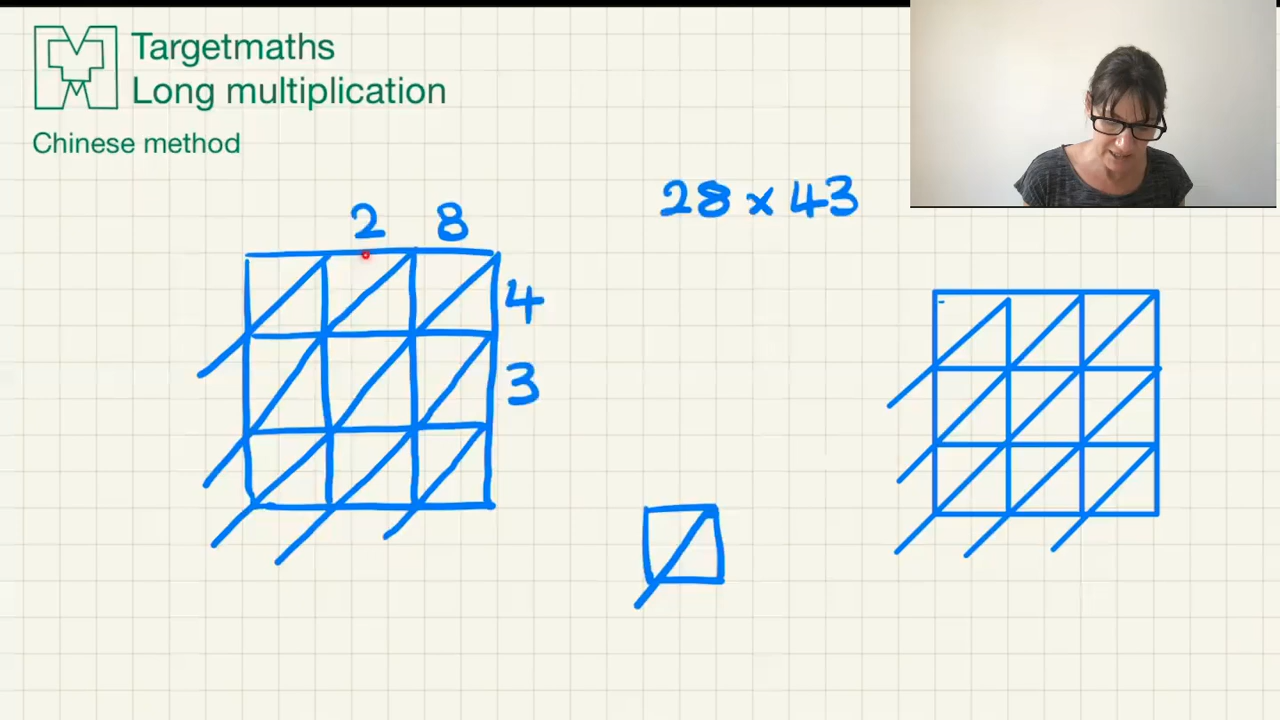 Targetmaths
Long multiplication
Chinese method
28 x 43
2 8
4
3